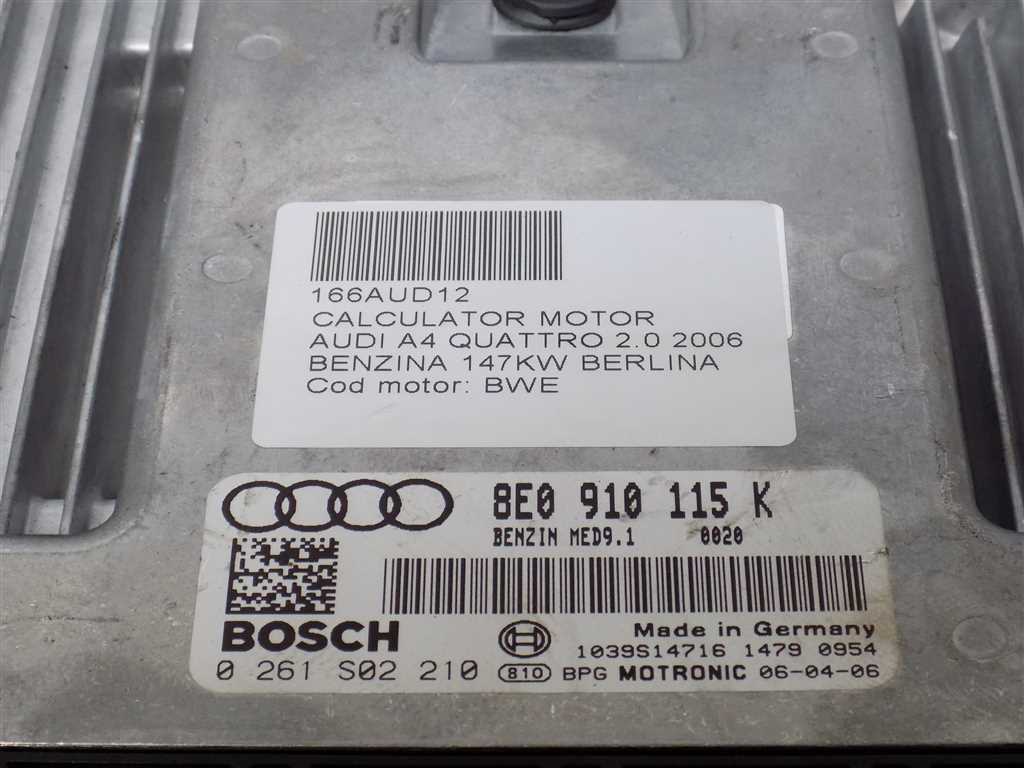 166AUD12
CALCULATOR MOTOR
AUDI A4 QUATTRO 2.0 2006
BENZINA 147KW BERLINA
Cod motor: BWE
8E0 910 115 K
BENZIN MED9.1 0020
BOSCH
Made in Germany
1039S14716 1479 0954
0 261 S02 210 810 BPG MOTRONIC 06-04-06